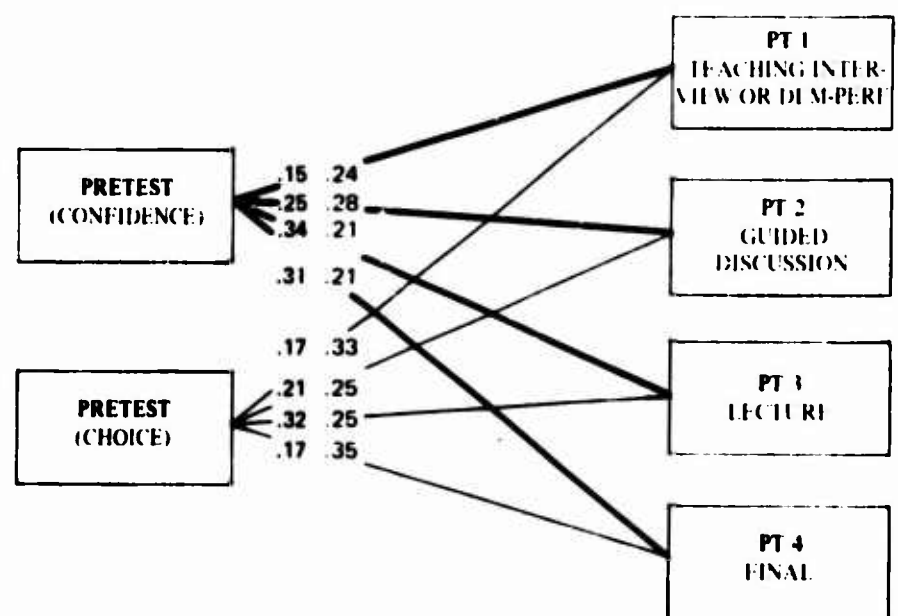 PT 1
TEACHING INTER-
VIEW OR DEM-PERF
PRETEST
(CONFIDENCE)
.15 .24
.25 .28
.34 .21
.31 .21
PT 2
GUIDED
DISCUSSION
.17 .33
.21 .25
.32 .25
.17 .35
PRETEST
(CHOICE)
PT 3
LECTURE
PT 4
FINAL